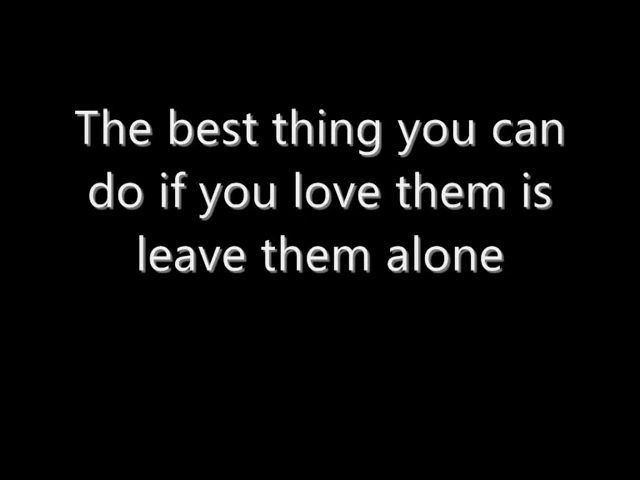 The best thing you can
do if you love them is
leave them alone